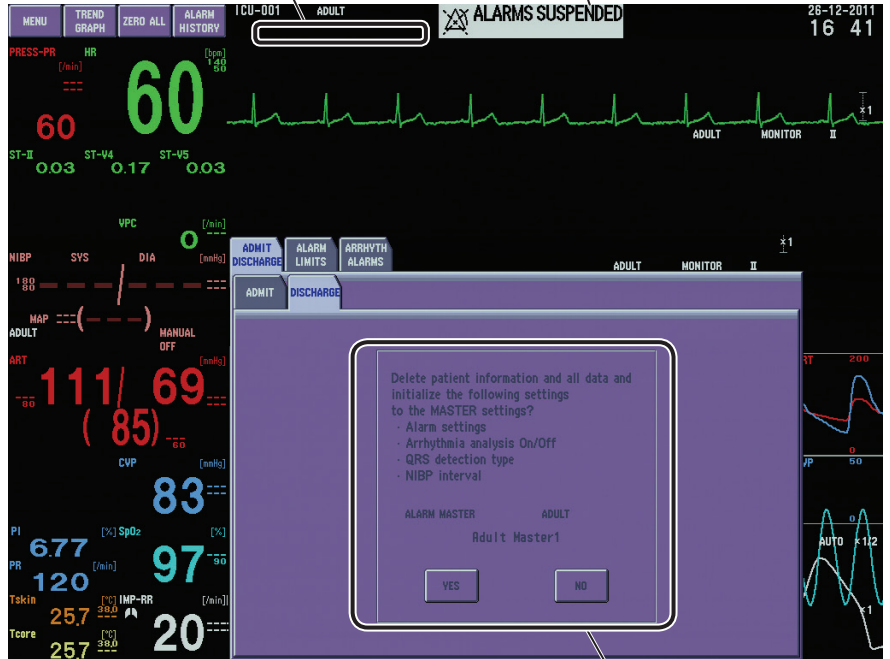 MENU TREND GRAPH ZERO ALL ALARM HISTORY
ICU-001 ADULT
ALARMS SUSPENDED
26-12-2011
16 41
PRESS-PR [/min] HR [bpm]
140
50
60 60
ADULT MONITOR II
×1
ST-II ST-V4 ST-V5
0.03 0.17 0.03
VPC [/min]
0
NIBP SYS DIA [mmHg]
180
80
MAP ( )
ADULT MANUAL
OFF
ADMIT DISCHARGE ALARM LIMITS ARRHYTH ALARMS
×1
ADULT MONITOR II
ADMIT DISCHARGE
Delete patient information and all data and
initialize the following settings
to the MASTER settings?
· Alarm settings
· Arrhythmia analysis On/Off
· QRS detection type
· NIBP interval
ALARM MASTER ADULT
Adult Master1
YES NO
ART [mmHg]
80 111/ 69
(85) 60
CVP [mmHg]
83
PI [%] SpO2 [%]
6.77 97 90
PR [/min]
120
Tskin [°C] IMP-RR [/min]
25.7 38.0 20
Tcore [°C]
25.7 38.0
RT 200
0
VP 50
0
AUTO ×1/2
×1